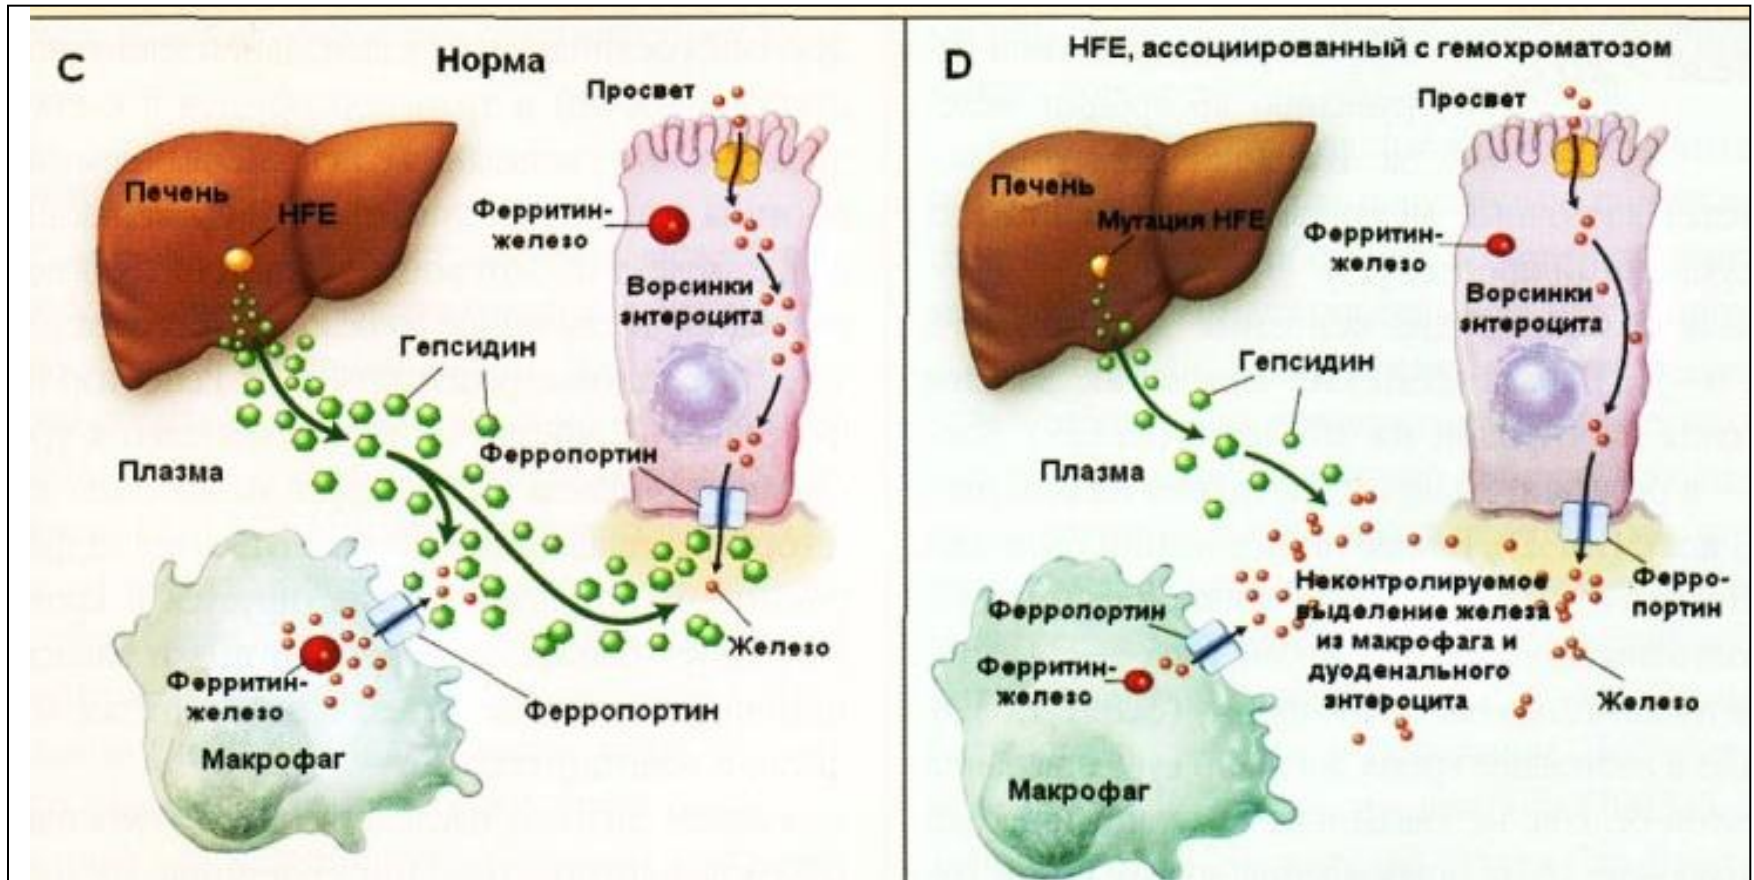 C
Норма
Просвет
Печень
HFE
Ферритин-
железо
Ворсинки
энтероцита
Гепсидин
Ферропортин
Плазма
Железо
Ферритин-
железо
Ферропортин
Макрофаг
D
HFE, ассоциированный с гемохроматозом
Просвет
Печень
Мутация HFE
Ферритин-
железо
Ворсинки
энтероцита
Гепсидин
Плазма
Неконтролируемое
выделение железа
из макрофага и
дуоденального
энтероцита
Ферро-
портин
Ферропортин
Ферритин-
железо
Железо
Макрофаг